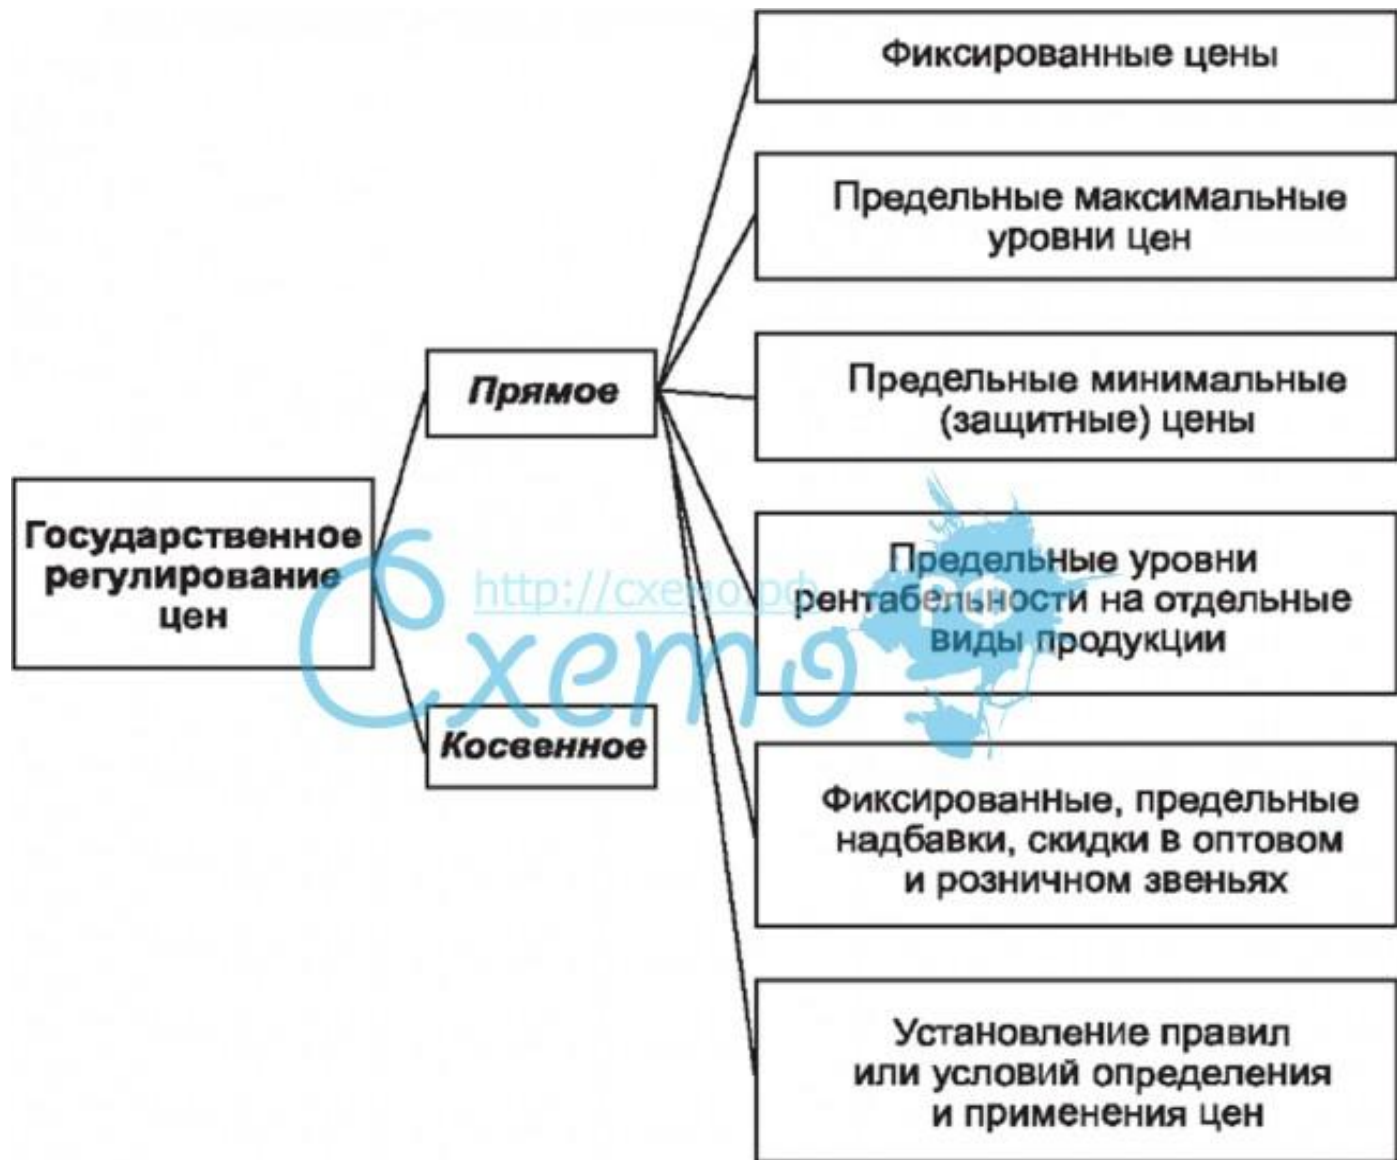 Фиксированные цены
Предельные максимальные
уровни цен
Прямое
Предельные минимальные
(защитные) цены
Государственное
регулирование
цен
http://схемо.рф
Схемо
РФ
Предельные уровни
рентабельности на отдельные
виды продукции
Косвенное
Фиксированные, предельные
надбавки, скидки в оптовом
и розничном звеньях
Установление правил
или условий определения
и применения цен